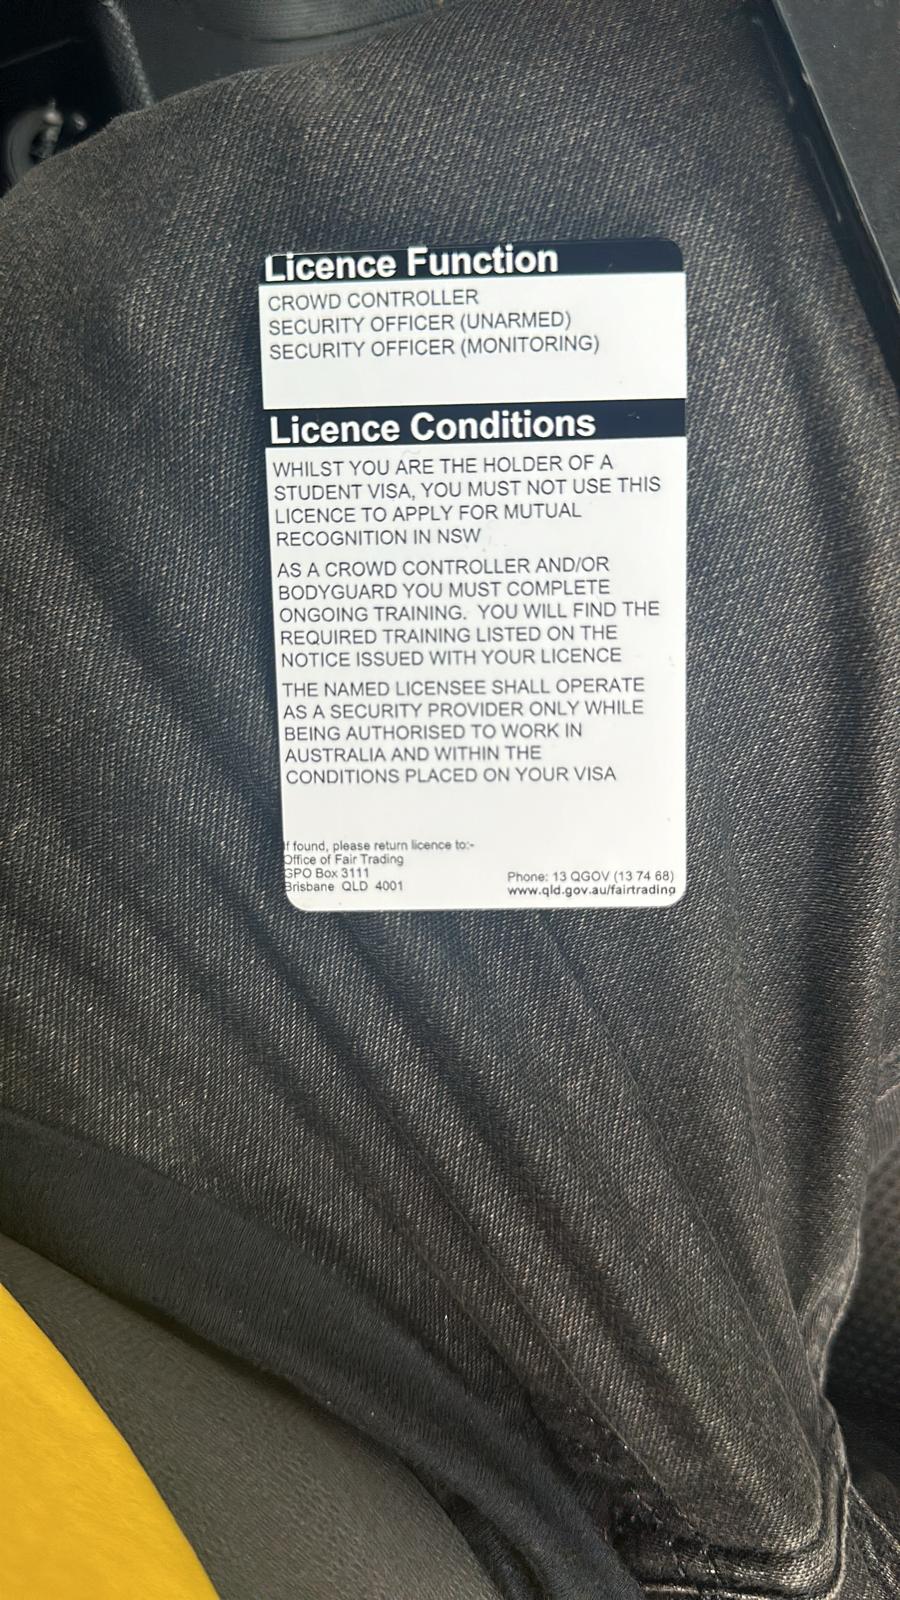 Licence Function
CROWD CONTROLLER
SECURITY OFFICER (UNARMED)
SECURITY OFFICER (MONITORING)
Licence Conditions
WHILST YOU ARE THE HOLDER OF A
STUDENT VISA, YOU MUST NOT USE THIS
LICENCE TO APPLY FOR MUTUAL
RECOGNITION IN NSW
AS A CROWD CONTROLLER AND/OR
BODYGUARD YOU MUST COMPLETE
ONGOING TRAINING. YOU WILL FIND THE
REQUIRED TRAINING LISTED ON THE
NOTICE ISSUED WITH YOUR LICENCE
THE NAMED LICENSEE SHALL OPERATE
AS A SECURITY PROVIDER ONLY WHILE
BEING AUTHORISED TO WORK IN
AUSTRALIA AND WITHIN THE
CONDITIONS PLACED ON YOUR VISA
If found, please return licence to:-
Office of Fair Trading
GPO Box 3111
Brisbane QLD 4001
Phone: 13 QGOV (13 74 68)
www.qld.gov.au/fairtrading